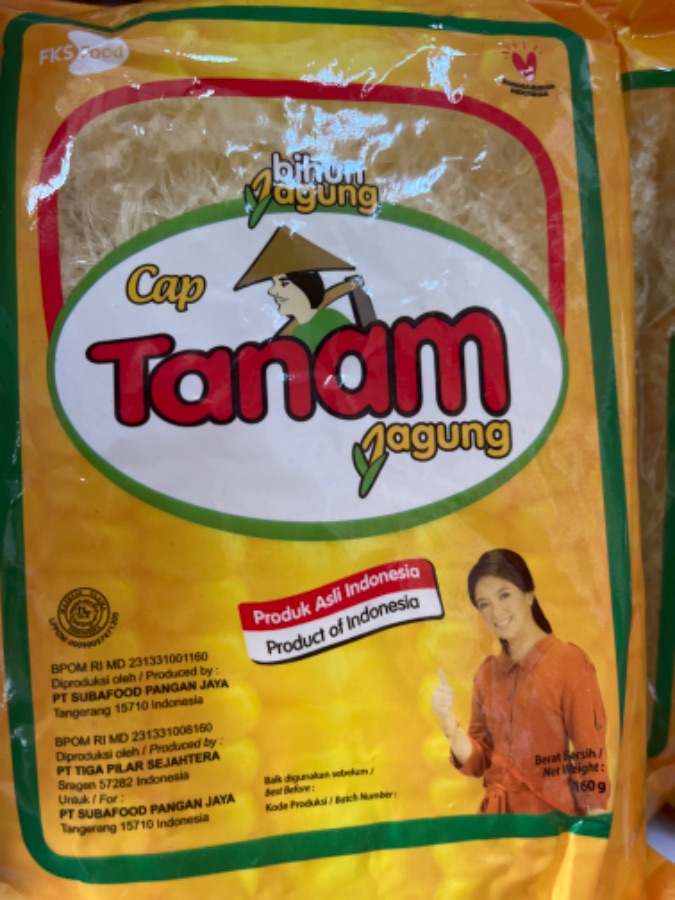 FKS Food
BANGGA BUATAN
INDONESIA
bihun
Jagung
Cap
Tanam
Jagung
Produk Asli Indonesia
Product of Indonesia
BPOM RI MD 231331001160
Diproduksi oleh / Produced by :
PT SUBAFOOD PANGAN JAYA
Tangerang 15710 Indonesia
BPOM RI MD 231331008160
Diproduksi oleh / Produced by :
PT TIGA PILAR SEJAHTERA
Sragen 57282 Indonesia
Untuk / For :
PT SUBAFOOD PANGAN JAYA
Tangerang 15710 Indonesia
Baik digunakan sebelum /
Best Before :
Kode Produksi / Batch Number :
Berat Bersih /
Net Weight :
160 g